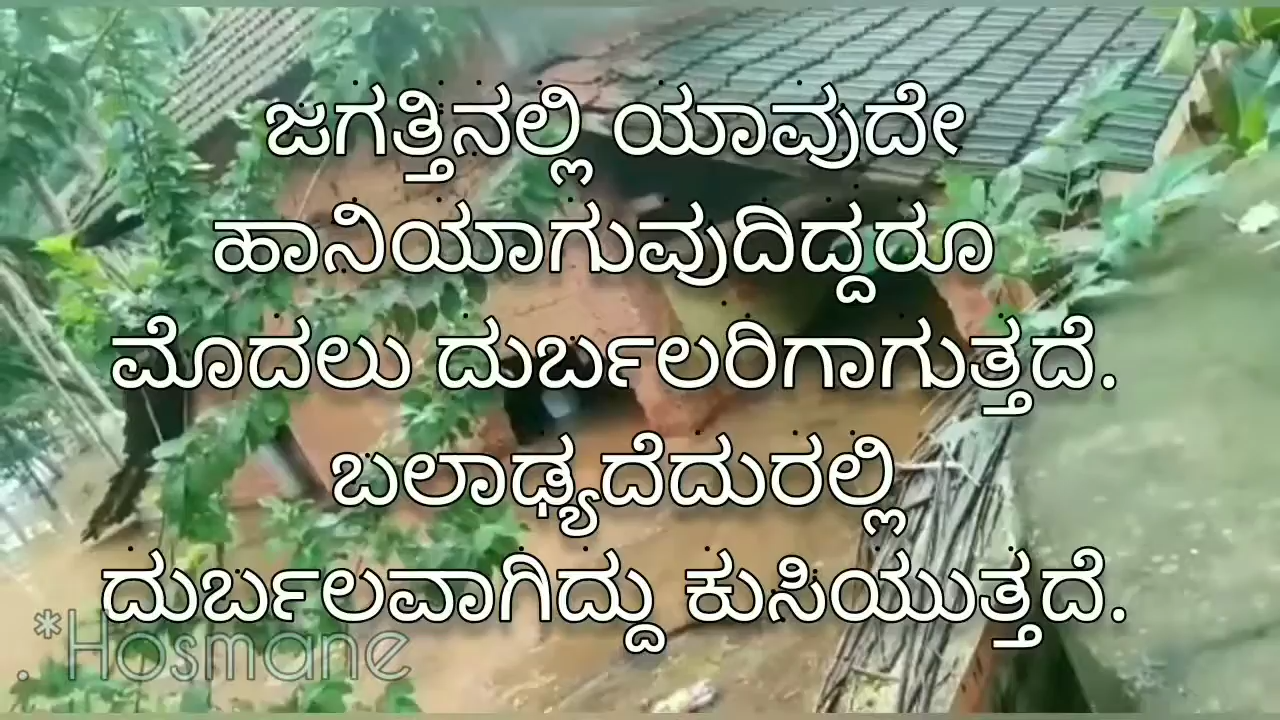 ಜಗತ್ತಿನಲ್ಲಿ ಯಾವುದೇ
ಹಾನಿಯಾಗುವುದಿದ್ದರೂ
ಮೊದಲು ದುರ್ಬಲರಿಗಾಗುತ್ತದೆ.
ಬಲಾಢ್ಯದೆದುರಲ್ಲಿ
ದುರ್ಬಲವಾಗಿದ್ದು ಕುಸಿಯುತ್ತದೆ.
. *Hosmane